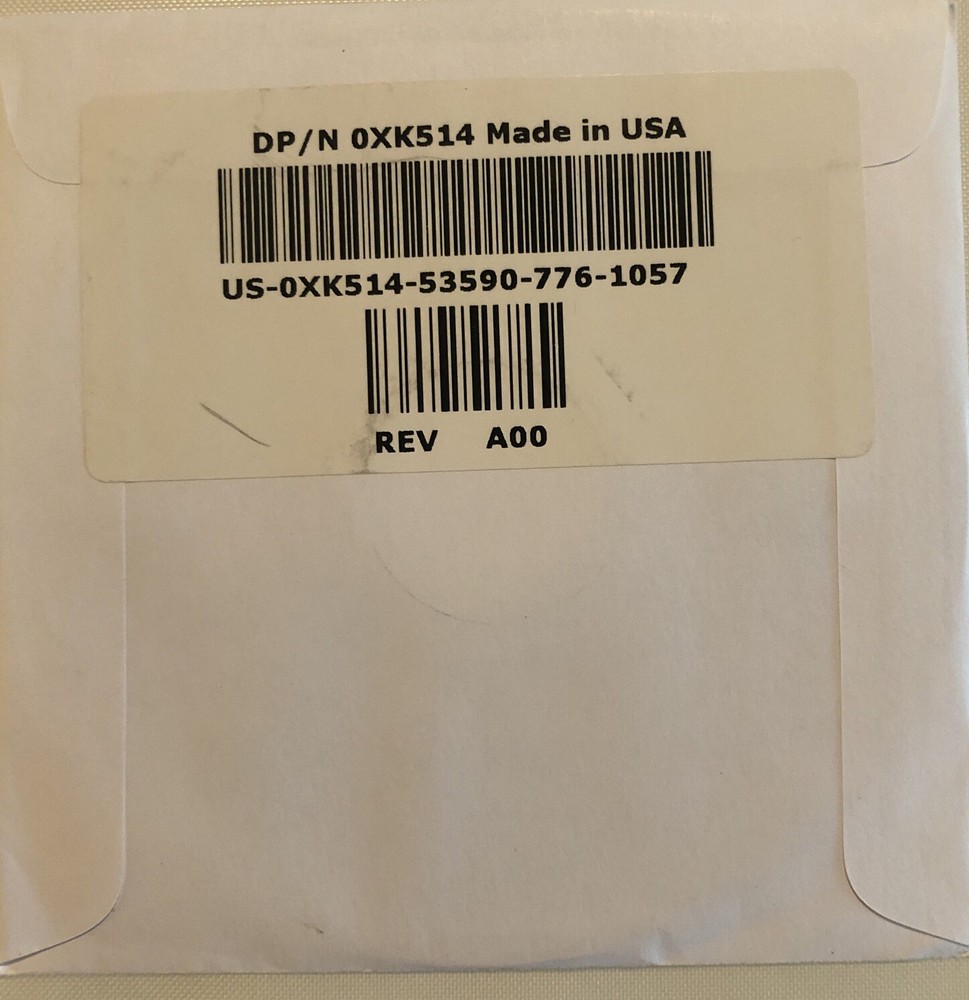 DP/N 0XK514 Made in USA
US-0XK514-53590-776-1057
REV A00